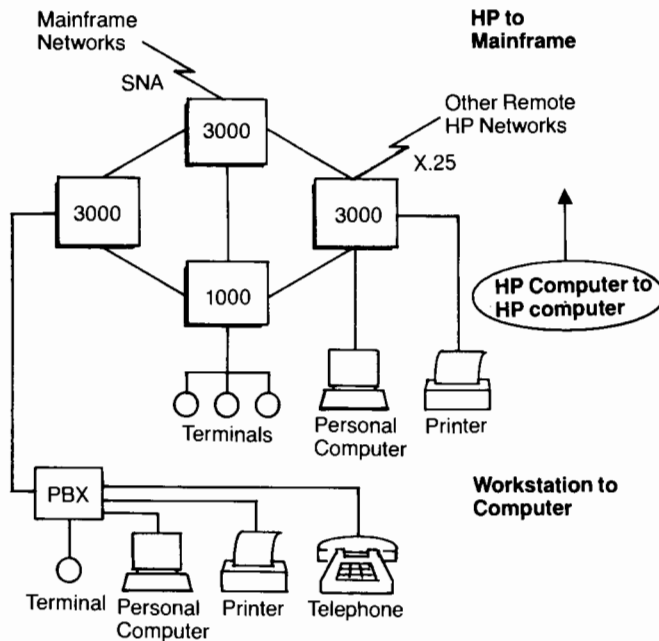 Mainframe
Networks
HP to
Mainframe
SNA
Other Remote
HP Networks
3000
X.25
3000
3000
HP Computer to
HP computer
1000
Terminals
Personal
Computer
Printer
Workstation to
Computer
PBX
Terminal
Personal
Computer
Printer
Telephone